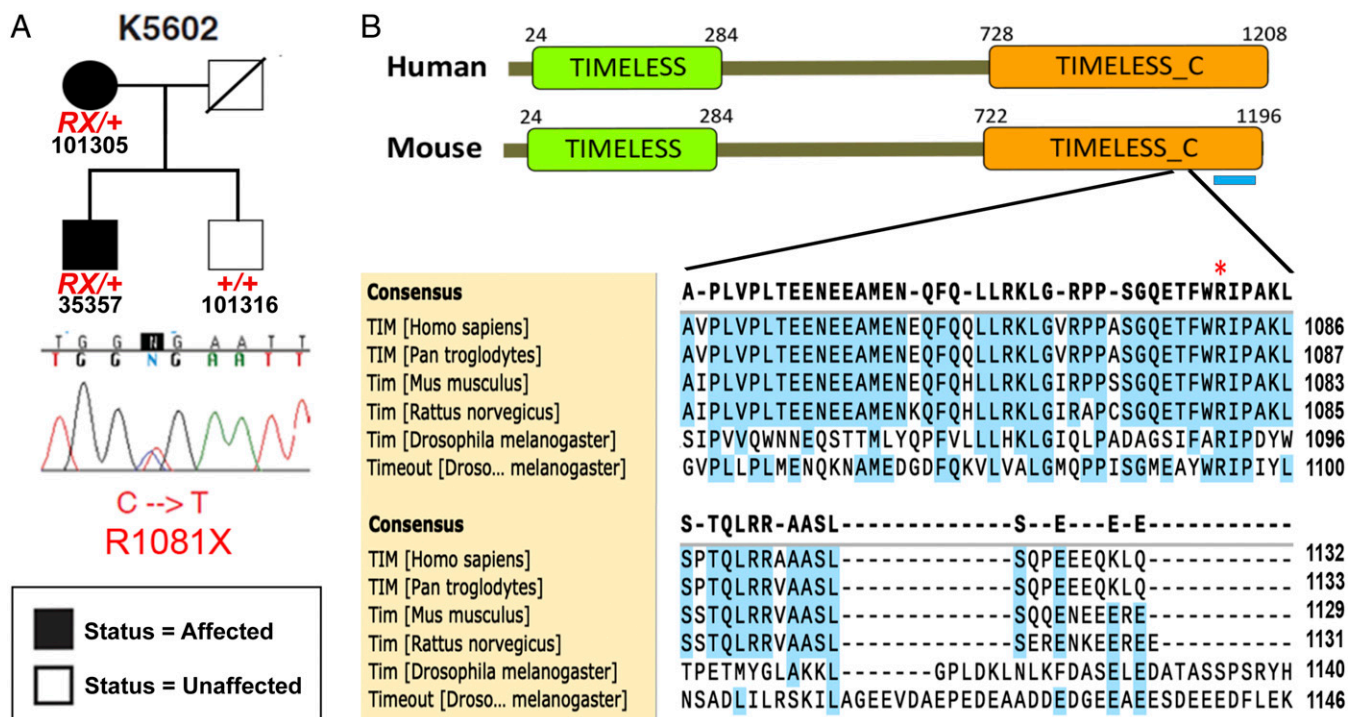 A
K5602
RX/+
101305
RX/+
35357
+/+
101316
T G G N G A A T T
T G G N G A A T T
C --> T
R1081X
Status = Affected
Status = Unaffected
B
24 284 728 1208
Human TIMELESS TIMELESS_C
24 284 722 1196
Mouse TIMELESS TIMELESS_C
*
Consensus A-PLVPLTEENEEAMEN-QFQ-LLRKLG-RPP-SGQETFWRIPAKL
TIM [Homo sapiens] AVPLVPLTEENEEAMENEQFQQLLRKLGVRPPASGQETFWRIPAKL 1086
TIM [Pan troglodytes] AVPLVPLTEENEEAMENEQFQQLLRKLGVRPPASGQETFWRIPAKL 1087
Tim [Mus musculus] AIPLVPLTEENEEAMENEQFQHLLRKLGIRPPSSGQETFWRIPAKL 1083
Tim [Rattus norvegicus] AIPLVPLTEENEEAMENKQFQHLLRKLGIRAPCSGQETFWRIPAKL 1085
Tim [Drosophila melanogaster] SIPVVQWNNEQSTTMLYQPFVLLLHKLGIQLPADAGSIFARIPDYW 1096
Timeout [Droso... melanogaster] GVPLLPLMENQKNAMEDGDFQKVLVALGMQPPISGMEAYWRIPIYL 1100
Consensus S-TQLRR-AASL-------------S--E---E-E-----------
TIM [Homo sapiens] SPTQLRRAAASL-------------SQPEEEQKLQ----------- 1132
TIM [Pan troglodytes] SPTQLRRAAASL-------------SQPEEEQKLQ----------- 1133
Tim [Mus musculus] SSTQLRRVAASL-------------SQQENEEERE----------- 1129
Tim [Rattus norvegicus] SSTQLRRVAASL-------------SERENKEEREE---------- 1131
Tim [Drosophila melanogaster] TPETMYGLAKKL-------GPLDKLNLKFDASELEDATASSPSRYH 1140
Timeout [Droso... melanogaster] NSADLILRSKILAGEEVDAEPEDEAADDEDGEEAEESDEEEDFLEK 1146